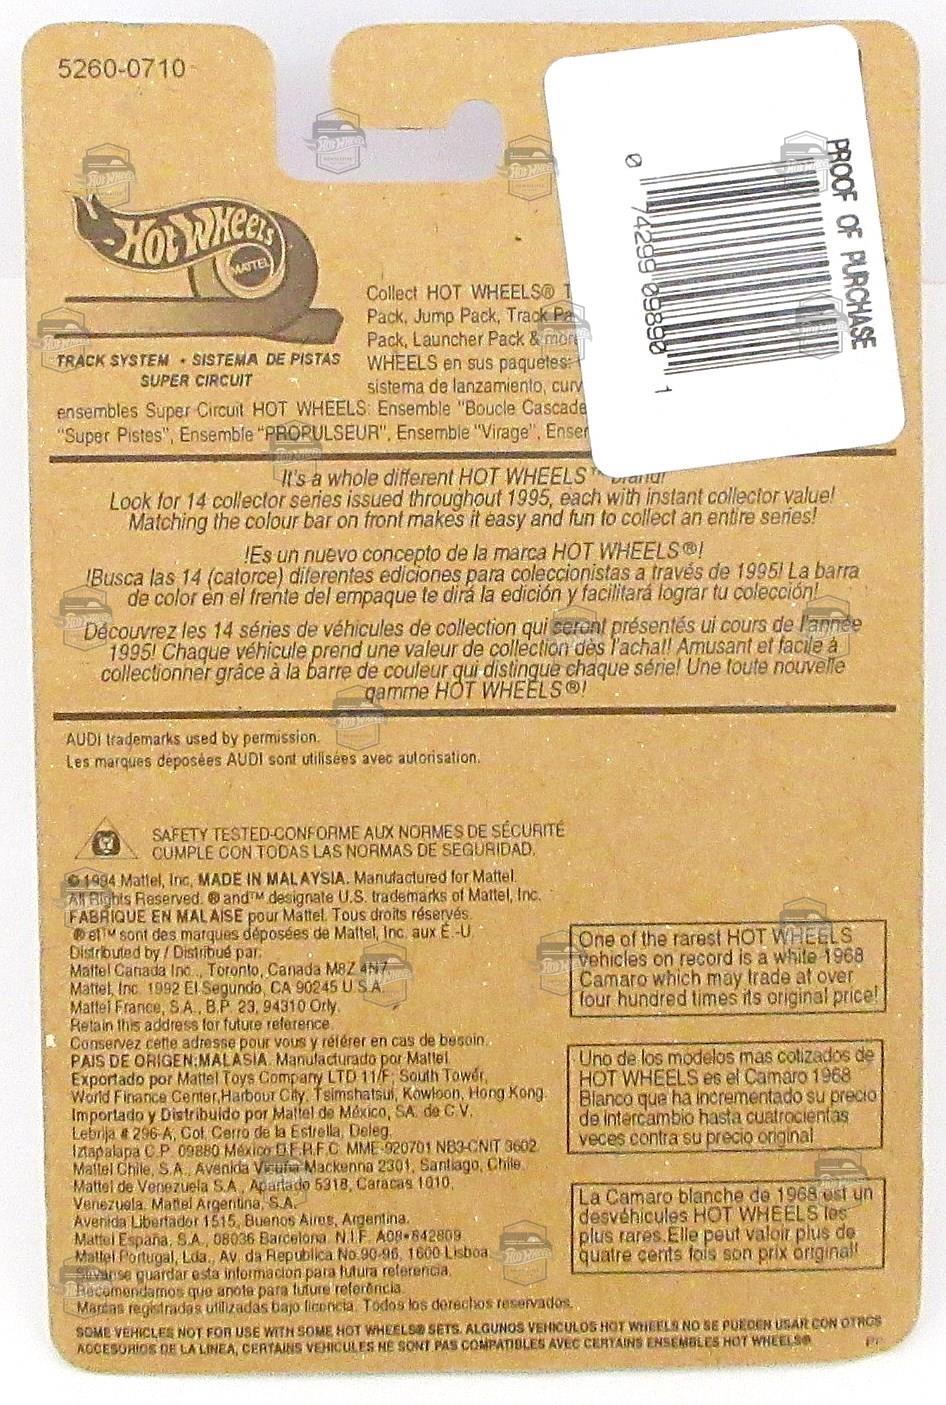 5260-0710
PROOF OF PURCHASE
0 74299 09890 1
HOT WHEELS
MATTEL
TRACK SYSTEM • SISTEMA DE PISTAS
SUPER CIRCUIT
Collect HOT WHEELS®
Pack, Jump Pack, Track
Pack, Launcher Pack & more
WHEELS en sus paquetes:
sistema de lanzamiento,
ensembles Super Circuit HOT WHEELS: Ensemble "Boucle Cascade
"Super Pistes", Ensemble "PROPULSEUR", Ensemble "Virage",
It's a whole different HOT WHEELS™ brand!
Look for 14 collector series issued throughout 1995, each with instant collector value!
Matching the colour bar on front makes it easy and fun to collect an entire series!
!Es un nuevo concepto de la marca HOT WHEELS®!
!Busca las 14 (catorce) diferentes ediciones para coleccionistas a través de 1995! La barra
de color en el frente del empaque te dirá la edición y facilitará lograr tu colección!
Découvrez les 14 séries de véhicules de collection qui seront présentés ui cours de l'année
1995! Chaque véhicule prend une valeur de collection dès l'achat! Amusant et facile à
collectionner grâce à la barre de couleur qui distingue chaque série! Une toute nouvelle
gamme HOT WHEELS®!
AUDI trademarks used by permission.
Les marques deposées AUDI sont utilisées avec autorisation.
SAFETY TESTED-CONFORME AUX NORMES DE SÉCURITÉ
CUMPLE CON TODAS LAS NORMAS DE SEGURIDAD.
© 1994 Mattel, Inc, MADE IN MALAYSIA. Manufactured for Mattel.
All Rights Reserved. ® and™ designate U.S. trademarks of Mattel, Inc.
FABRIQUE EN MALAISE pour Mattel. Tous droits réservés.
® et™ sont des marques déposées de Mattel, Inc. aux É.-U.
Distributed by / Distribué par:
Mattel Canada Inc., Toronto, Canada M8Z 4N7.
Mattel, Inc. 1992 El Segundo, CA 90245 U.S.A.
Mattel France, S.A., B.P. 23, 94310 Orly.
Retain this address for future reference.
Conservez cette adresse pour vous y référer en cas de besoin.
PAIS DE ORIGEN:MALASIA. Manufacturado por Mattel
Exportado por Mattel Toys Company LTD 11/F; South Tower,
World Finance Center,Harbour City, Tsimshatsui, Kowloon, Hong Kong.
Importado y Distribuido por Mattel de México, SA. de C.V.
Lebrija # 296-A, Col. Cerro de la Estrella, Deleg.
Iztapalapa C.P. 09880 México D.F.R.F.C. MME-920701 NB3-CNIT 3602.
Mattel Chile, S.A., Avenida Vicuña Mackenna 2301, Santiago, Chile.
Mattel de Venezuela S.A., Apartado 5318, Caracas 1010,
Venezuela. Mattel Argentina, S.A.
Avenida Libertador 1515, Buenos Aires, Argentina.
Mattel España, S.A., 08036 Barcelona. N.I.F. A08-842809.
Mattel Portugal, Lda., Av. da Republica No.90-96, 1600 Lisboa.
Sírvanse guardar esta informacion para futura referencia.
Recomendamos que anote para future referência.
Marcas registradas utilizadas bajo licencia. Todos los derechos reservados.
One of the rarest HOT WHEELS
vehicles on record is a white 1968
Camaro which may trade at over
four hundred times its original price!
Uno de los modelos mas cotizados de
HOT WHEELS es el Camaro 1968
Blanco que ha incrementado su precio
de intercambio hasta cuatrocientas
veces contra su precio original
La Camaro blanche de 1968 est un
desvéhicules HOT WHEELS les
plus rares.Elle peut valoir plus de
quatre cents fois son prix original!
SOME VEHICLES NOT FOR USE WITH SOME HOT WHEELS® SETS. ALGUNOS VEHICULOS HOT WHEELS NO SE PUEDEN USAR CON OTROS
ACCESORIOS DE LA LINEA, CERTAINS VEHICULES NE SONT PAS COMPATIBLES AVEC CERTAINS ENSEMBLES HOT WHEELS®